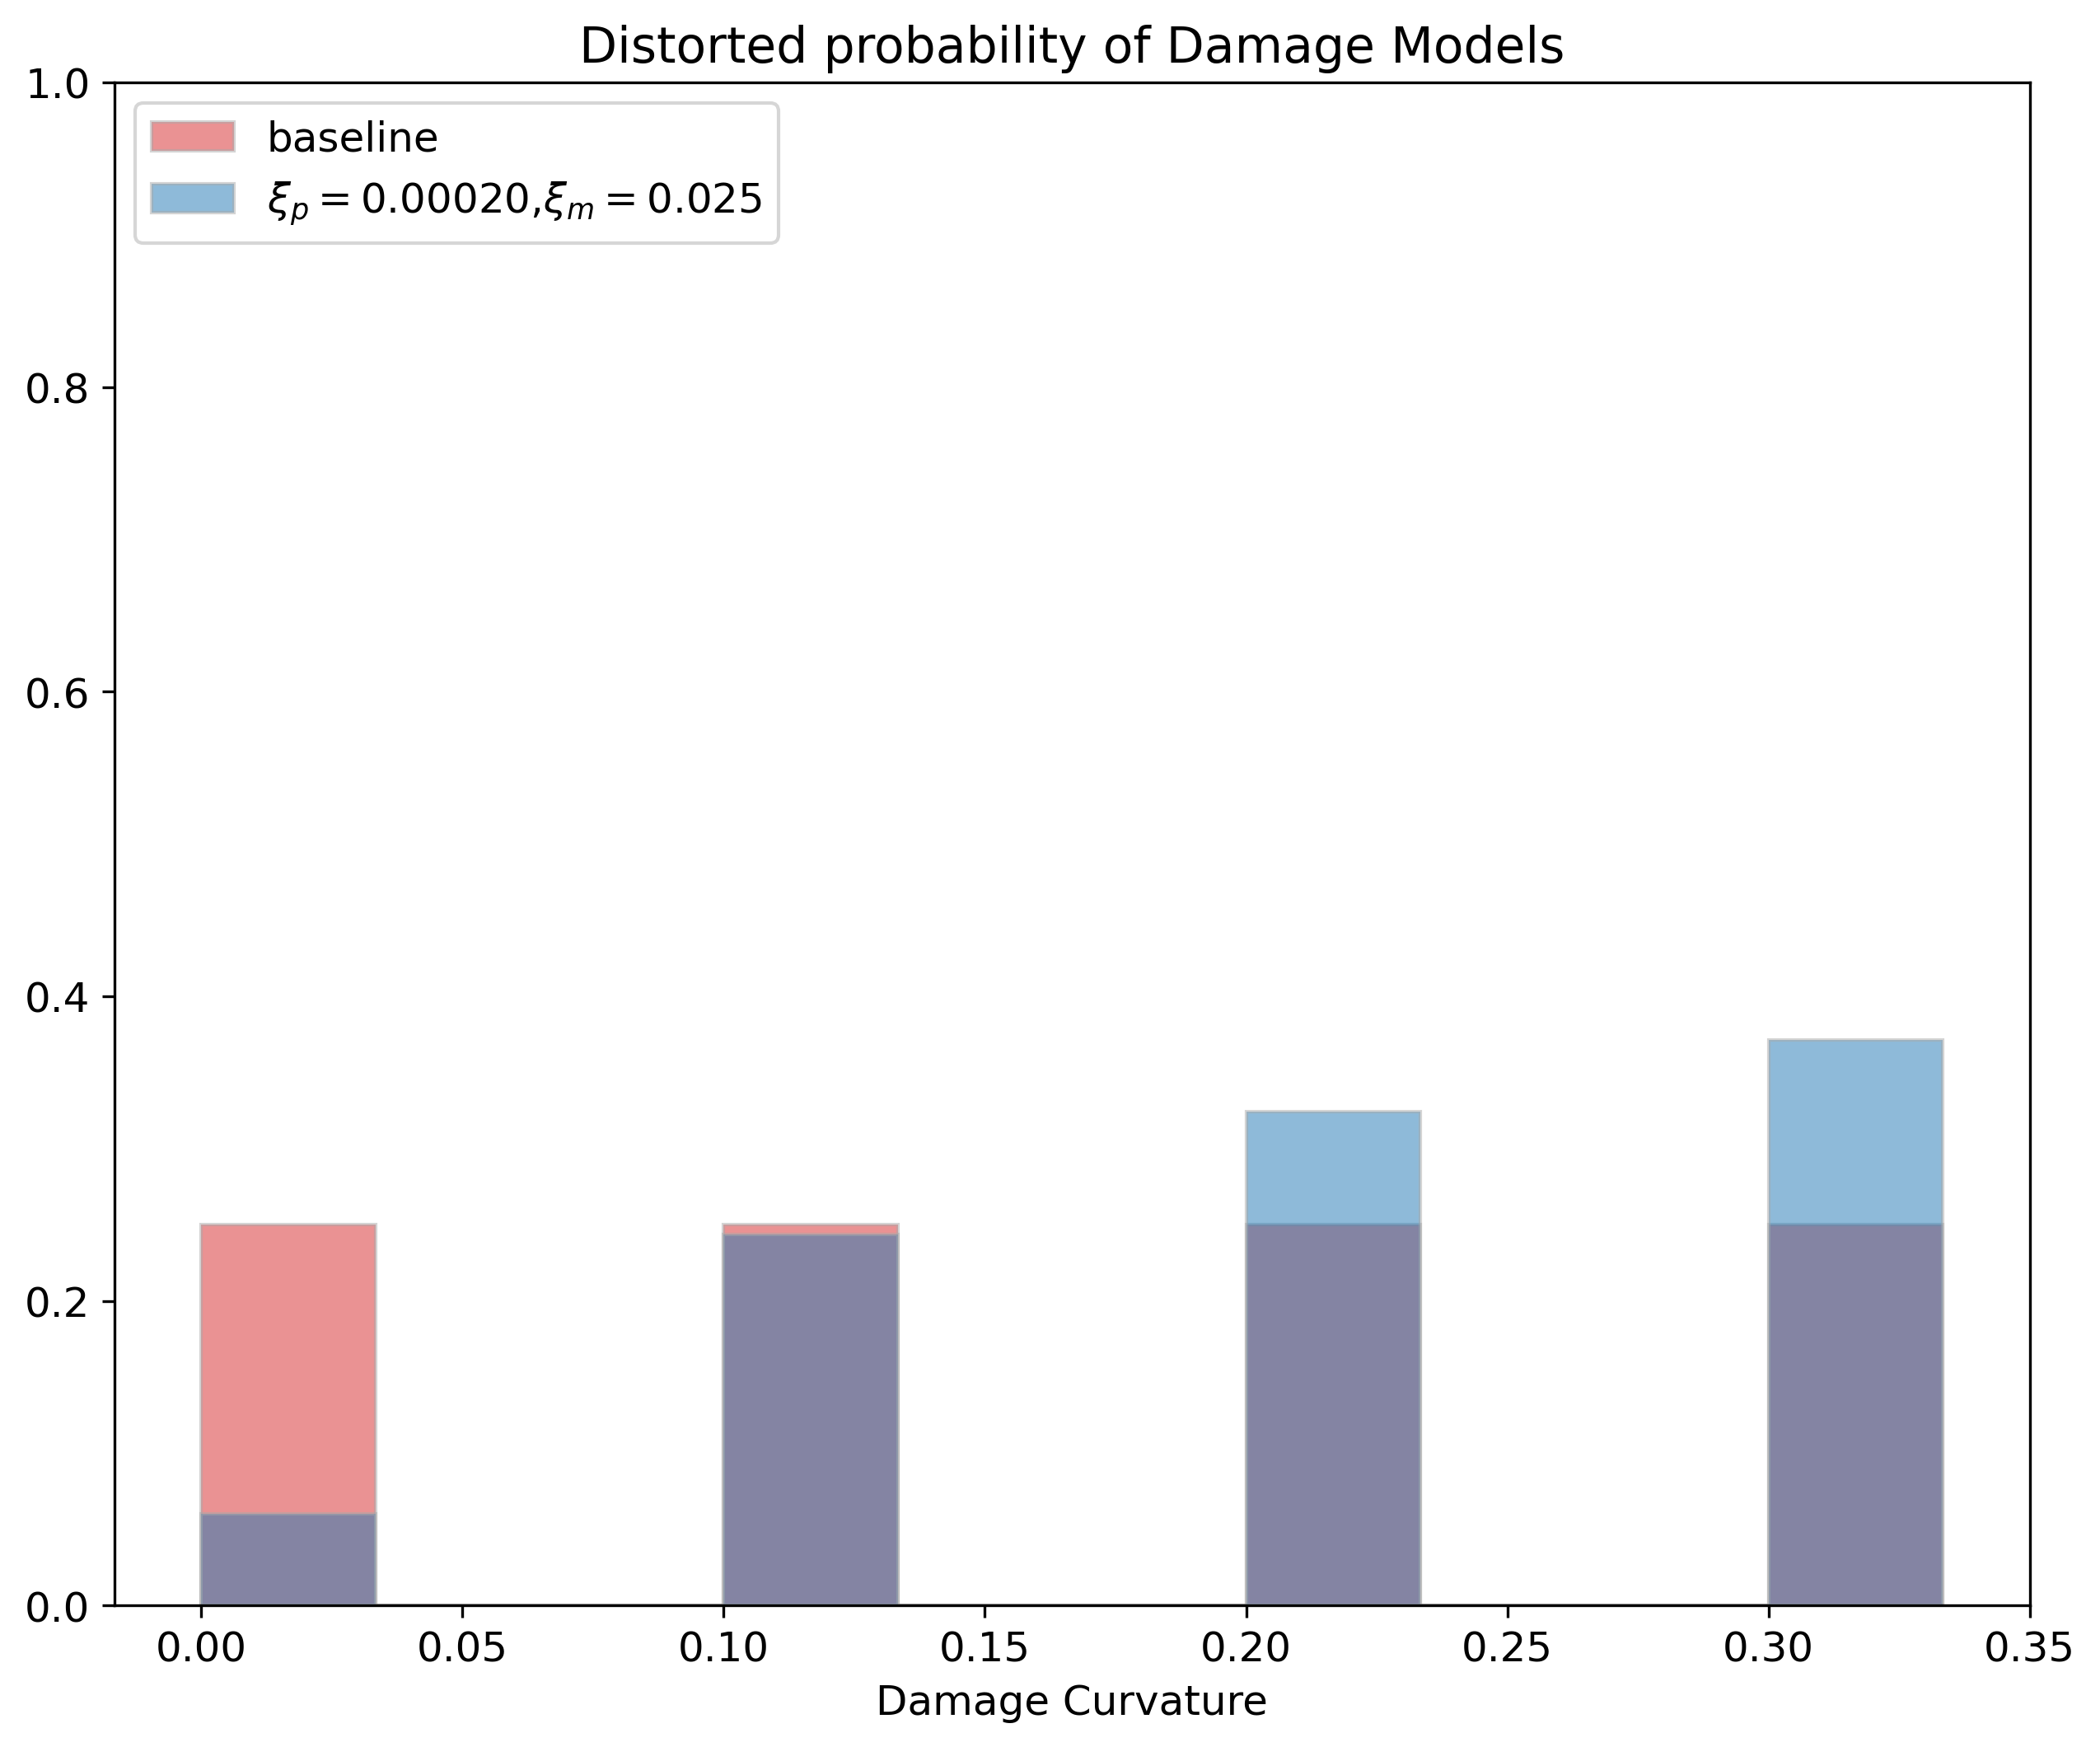 Distorted probability of Damage Models
1.0
0.8
0.6
0.4
0.2
0.0
baseline
ξp = 0.00020,ξm = 0.025
0.00 0.05 0.10 0.15 0.20 0.25 0.30 0.35
Damage Curvature